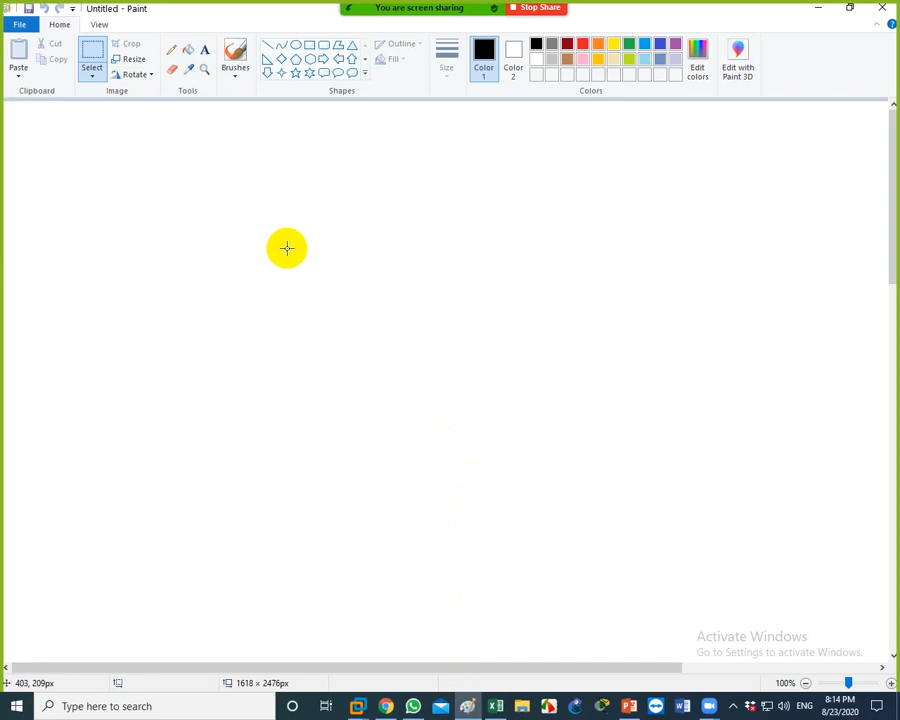 Untitled - Paint
You are screen sharing
Stop Share
File
Home
View
Paste
Cut
Copy
Clipboard
Select
Crop
Resize
Rotate
Image
A
Tools
Brushes
Outline
Fill
Shapes
Size
Color 1
Color 2
Edit colors
Edit with Paint 3D
Colors
Activate Windows
Go to Settings to activate Windows.
403, 209px
1618 × 2476px
100%
Type here to search
ENG
8:14 PM
8/23/2020